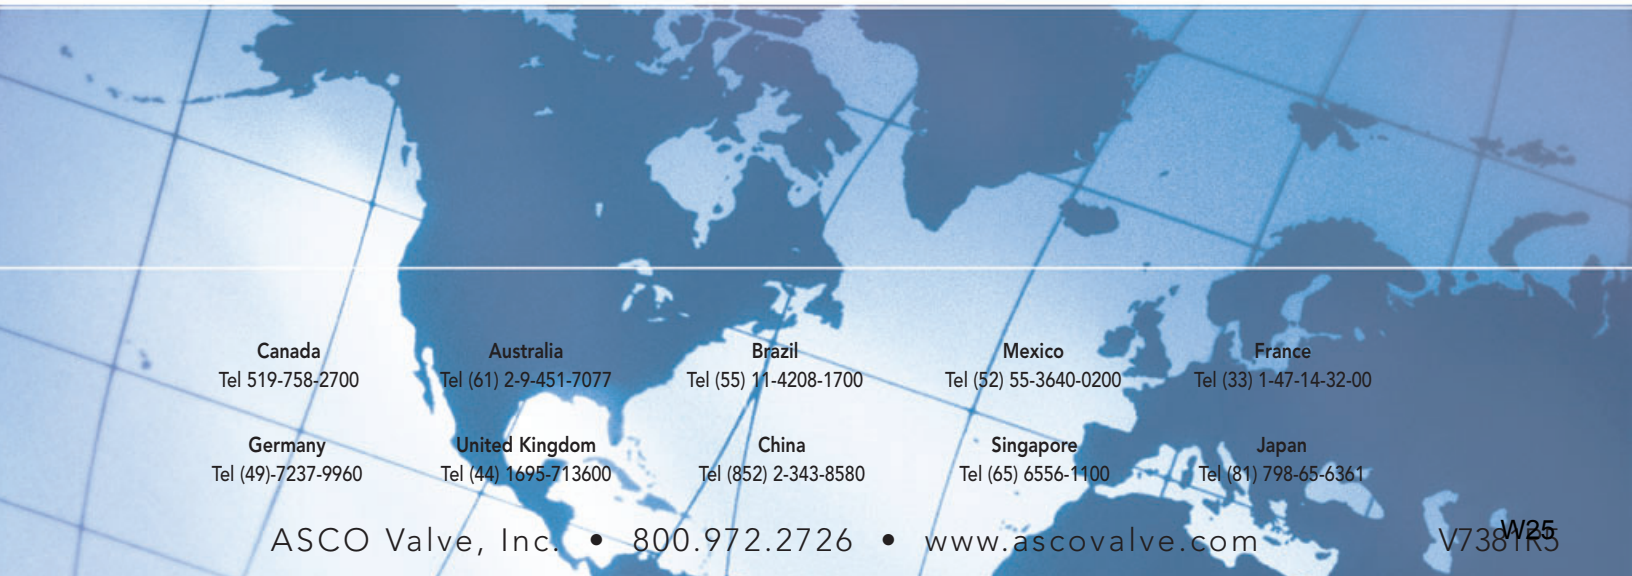 Canada Australia Brazil Mexico France
Tel 519-758-2700 Tel (61) 2-9-451-7077 Tel (55) 11-4208-1700 Tel (52) 55-3640-0200 Tel (33) 1-47-14-32-00
Germany United Kingdom China Singapore Japan
Tel (49)-7237-9960 Tel (44) 1695-713600 Tel (852) 2-343-8580 Tel (65) 6556-1100 Tel (81) 798-65-6361
ASCO Valve, Inc. • 800.972.2726 • www.ascovalve.com V7381R5
W25